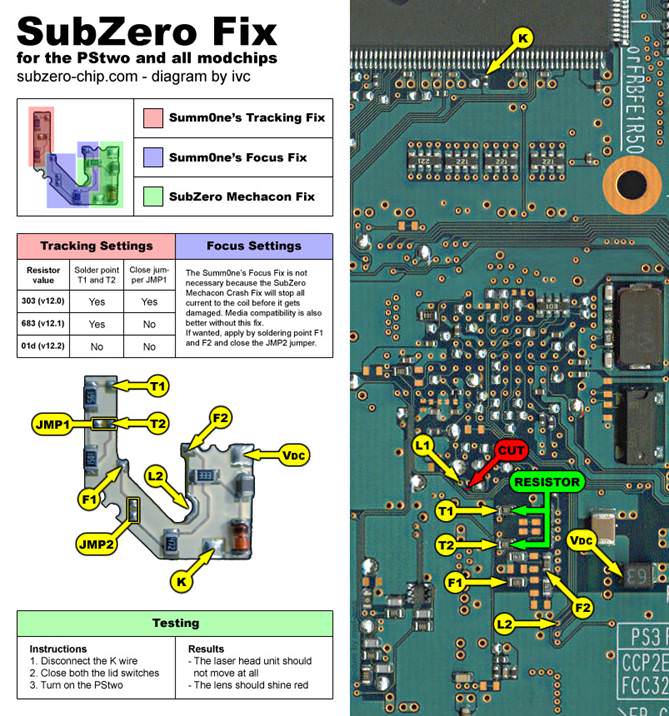 SubZero Fix
for the PStwo and all modchips
subzero-chip.com - diagram by ivc
Summ0ne's Tracking Fix
Summ0ne's Focus Fix
SubZero Mechacon Fix
Tracking Settings
Focus Settings
Resistor value
Solder point T1 and T2
Close jum-
per JMP1
303 (v12.0)
Yes
Yes
683 (v12.1)
Yes
No
01d (v12.2)
No
No
The Summ0ne's Focus Fix is not
necessary because the SubZero
Mechacon Crash Fix will stop all
current to the coil before it gets
damaged. Media compatibility is also
better without this fix.
If wanted, apply by soldering point F1
and F2 and close the JMP2 jumper.
T1
JMP1
T2
F2
VDC
L2
F1
JMP2
K
Testing
Instructions
1. Disconnect the K wire
2. Close both the lid switches
3. Turn on the PStwo
Results
- The laser head unit should
not move at all
- The lens should shine red
K
221
221
221
L1
CUT
RESISTOR
T1
T2
VDC
F1
F2
L2
PS3
CCP2E
FCC32